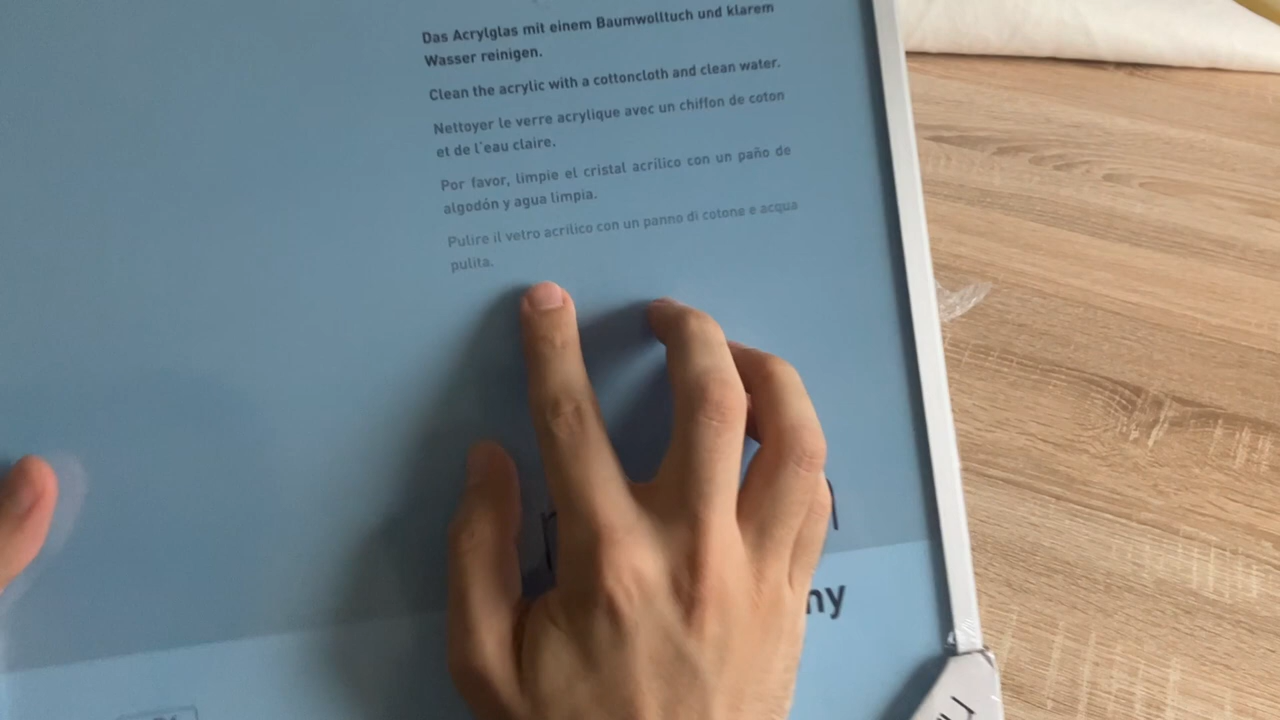 Das Acrylglas mit einem Baumwolltuch und klarem
Wasser reinigen.
Clean the acrylic with a cottoncloth and clean water.
Nettoyer le verre acrylique avec un chiffon de coton
et de l'eau claire.
Por favor, limpie el cristal acrílico con un paño de
algodón y agua limpia.
Pulire il vetro acrilico con un panno di cotone e acqua
pulita.